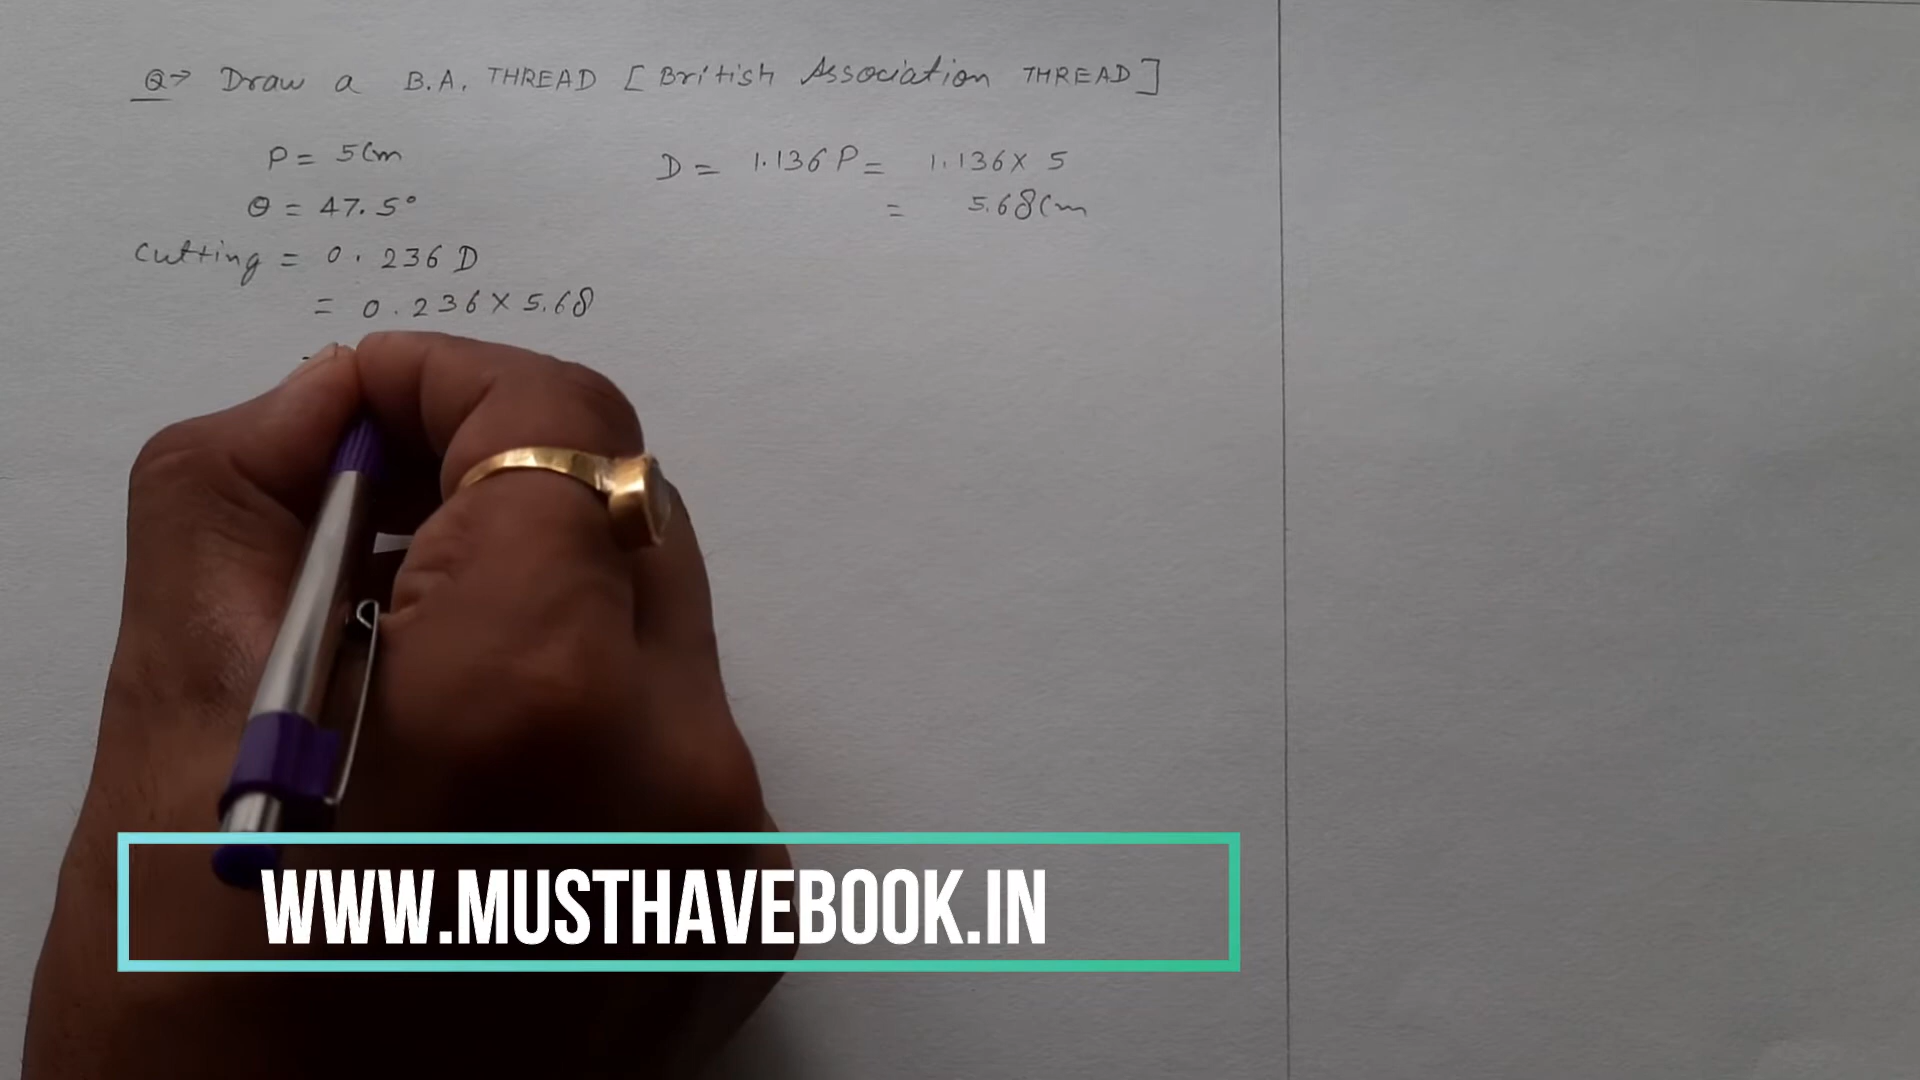 Q→ Draw a B.A. THREAD [British Association THREAD]
P = 5cm
θ = 47.5°
cutting = 0.236 D
= 0.236 × 5.68
D = 1.136 P = 1.136 × 5
= 5.68cm
WWW.MUSTHAVEBOOK.IN